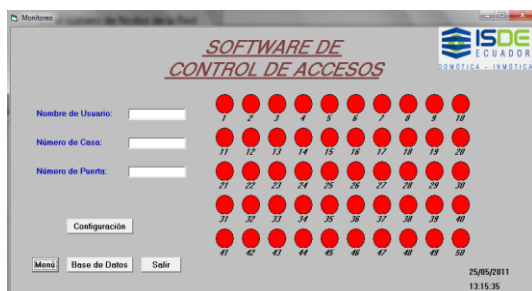 Monitoreo
SOFTWARE DE
CONTROL DE ACCESOS
ISDE
ECUADOR
DOMÓTICA - INMÓTICA
Nombre de Usuario:
Número de Casa:
Número de Puerta:
1 2 3 4 5 6 7 8 9 10
11 12 13 14 15 16 17 18 19 20
21 22 23 24 25 26 27 28 29 30
31 32 33 34 35 36 37 38 39 40
41 42 43 44 45 46 47 48 49 50
Configuración
Menú Base de Datos Salir
25/05/2011
13:15:35